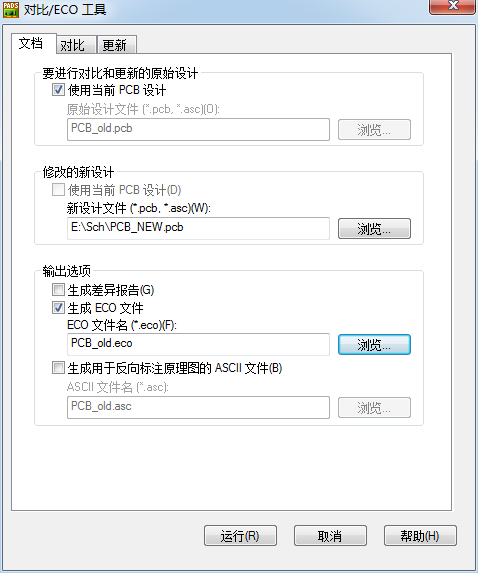 PADS 对比/ECO 工具
文档 对比 更新
要进行对比和更新的原始设计
使用当前 PCB 设计
原始设计文件 (*.pcb, *.asc)(O):
PCB_old.pcb 浏览...
修改的新设计
使用当前 PCB 设计(D)
新设计文件 (*.pcb, *.asc)(W):
E:\Sch\PCB_NEW.pcb 浏览...
输出选项
生成差异报告(G)
生成 ECO 文件
ECO 文件名 (*.eco)(F):
PCB_old.eco 浏览...
生成用于反向标注原理图的 ASCII 文件(B)
ASCII 文件名 (*.asc):
PCB_old.asc 浏览...
运行(R) 取消 帮助(H)